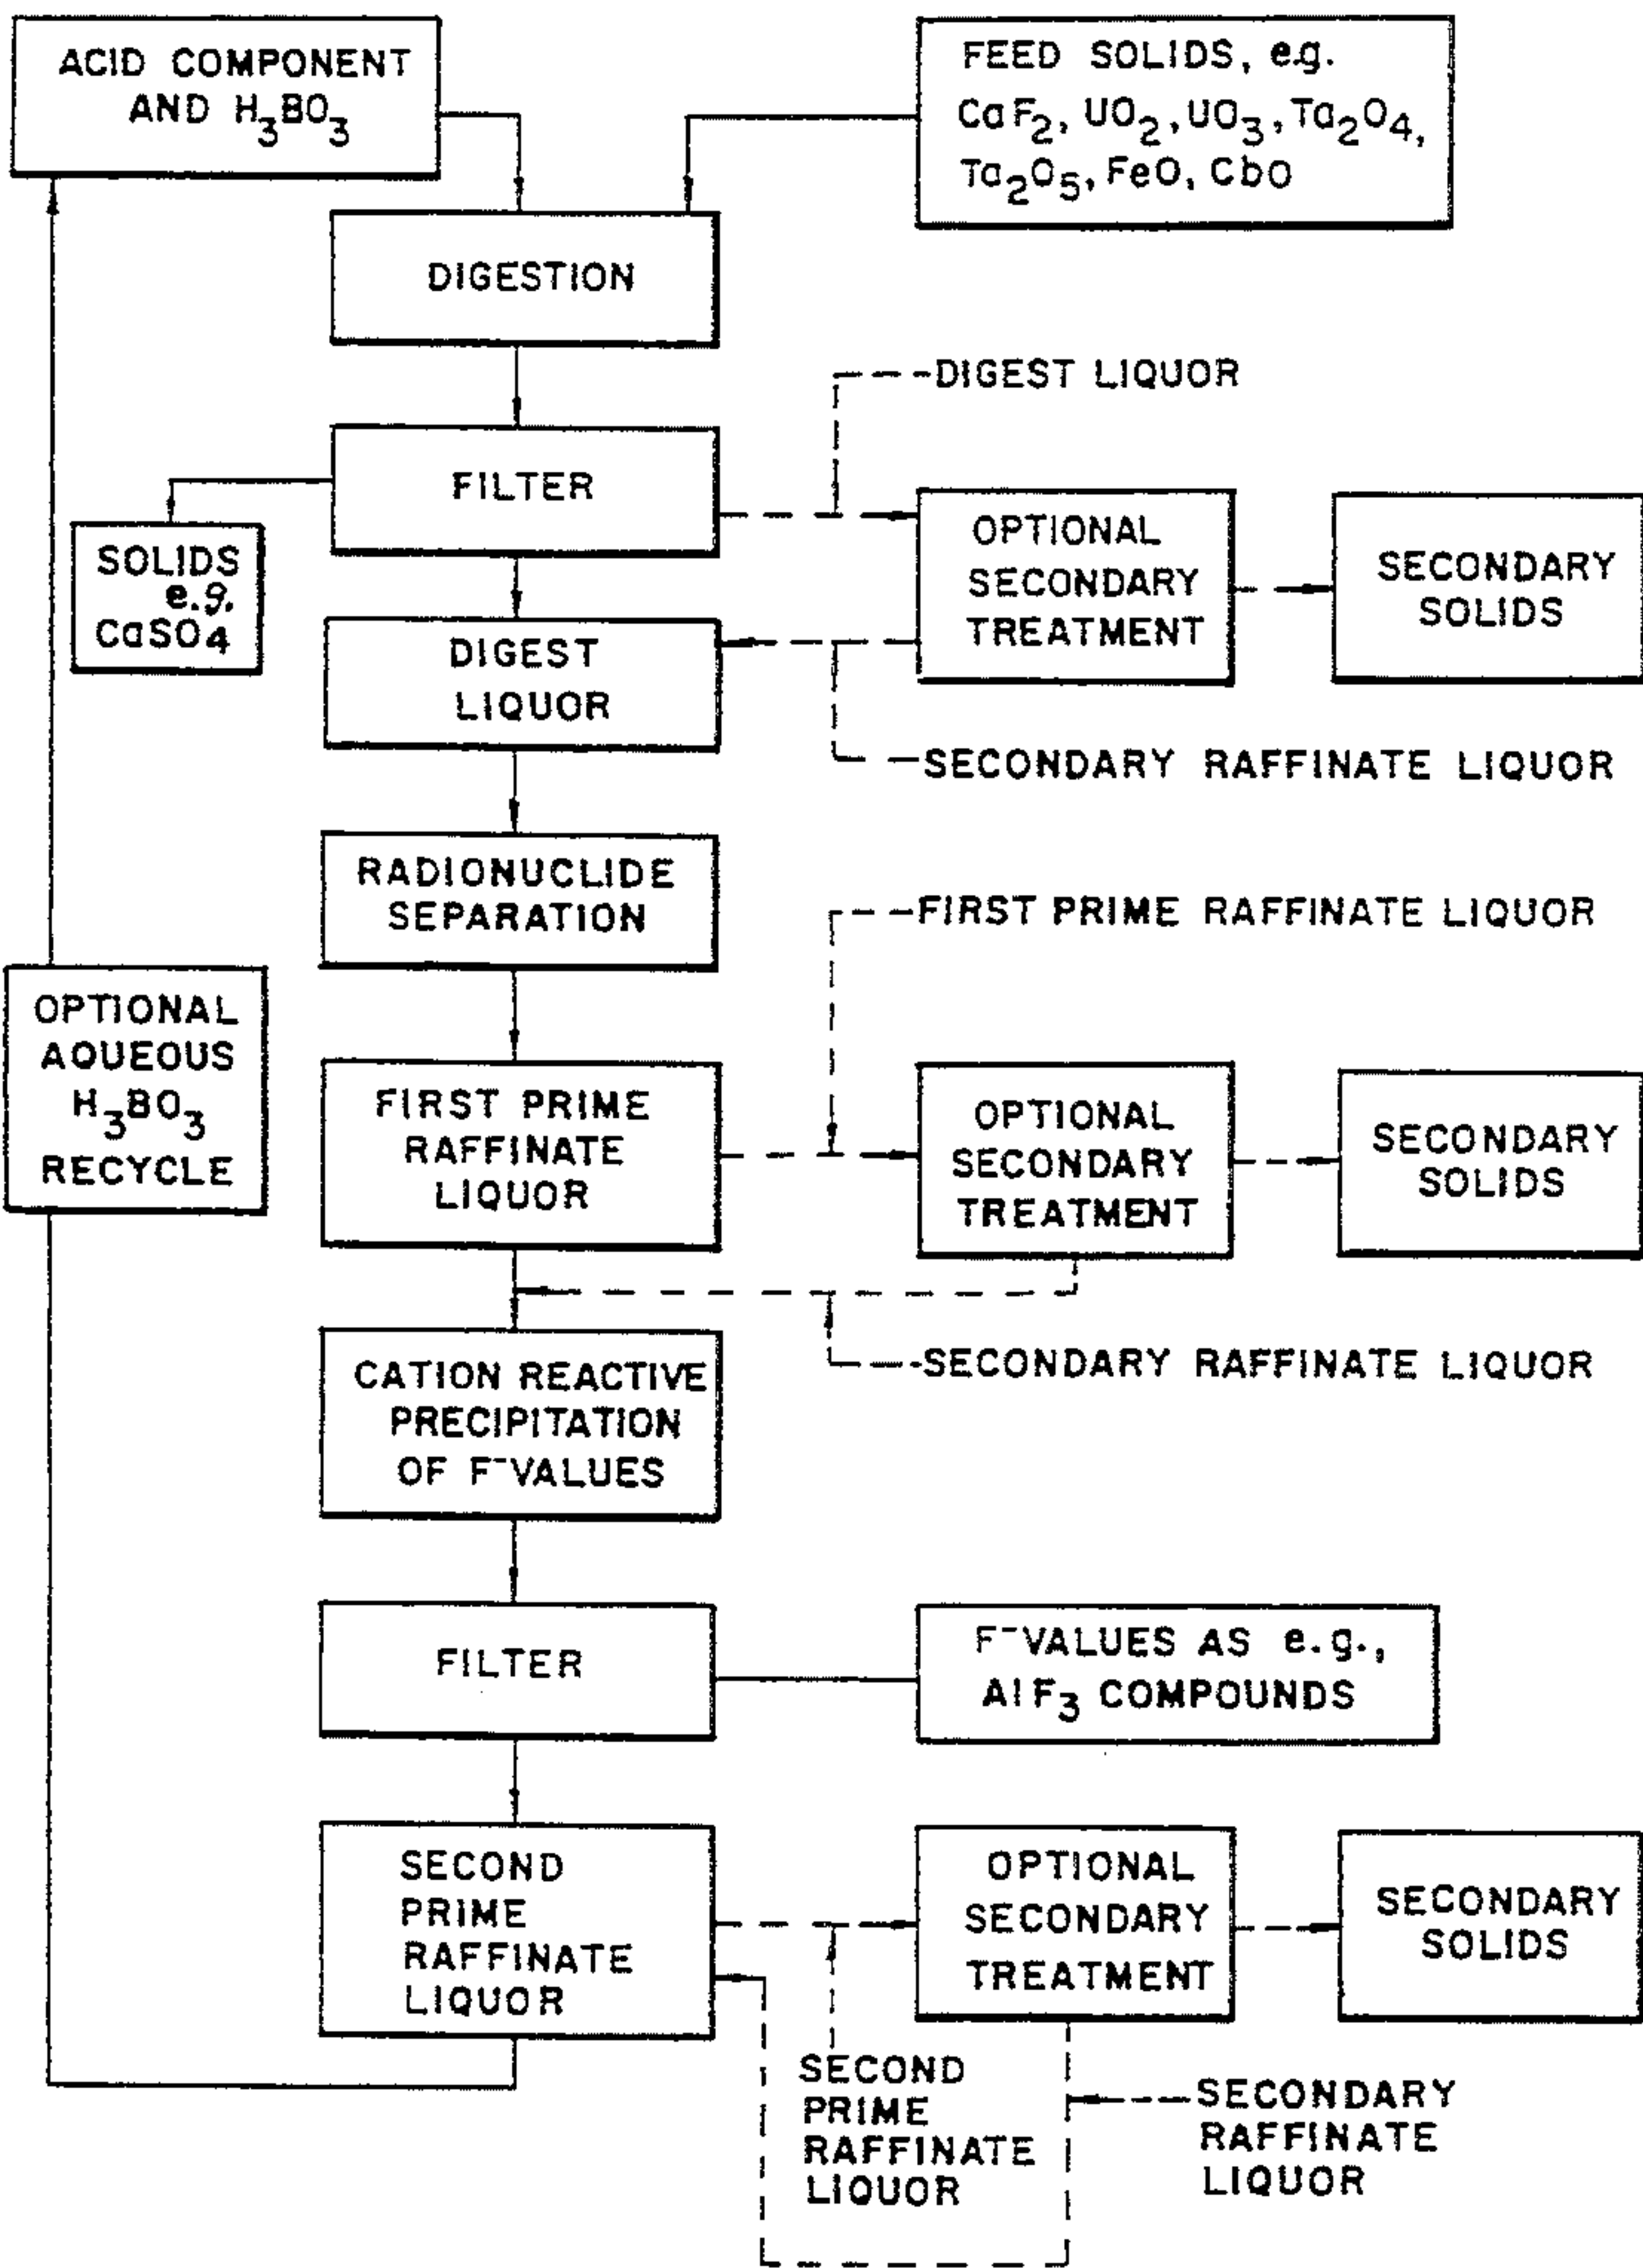 ACID COMPONENT
AND H₃BO₃
FEED SOLIDS, e.g.
CaF₂, UO₂, UO₃, Ta₂O₄,
Ta₂O₅, FeO, CbO
DIGESTION
DIGEST LIQUOR
FILTER
SOLIDS
e.g.
CaSO₄
OPTIONAL
SECONDARY
TREATMENT
SECONDARY
SOLIDS
DIGEST
LIQUOR
SECONDARY RAFFINATE LIQUOR
RADIONUCLIDE
SEPARATION
FIRST PRIME RAFFINATE LIQUOR
OPTIONAL
AQUEOUS
H₃BO₃
RECYCLE
FIRST PRIME
RAFFINATE
LIQUOR
OPTIONAL
SECONDARY
TREATMENT
SECONDARY
SOLIDS
SECONDARY RAFFINATE LIQUOR
CATION REACTIVE
PRECIPITATION
OF F⁻VALUES
FILTER
F⁻VALUES AS e.g.,
AlF₃ COMPOUNDS
SECOND
PRIME
RAFFINATE
LIQUOR
OPTIONAL
SECONDARY
TREATMENT
SECONDARY
SOLIDS
SECOND
PRIME
RAFFINATE
LIQUOR
SECONDARY
RAFFINATE
LIQUOR